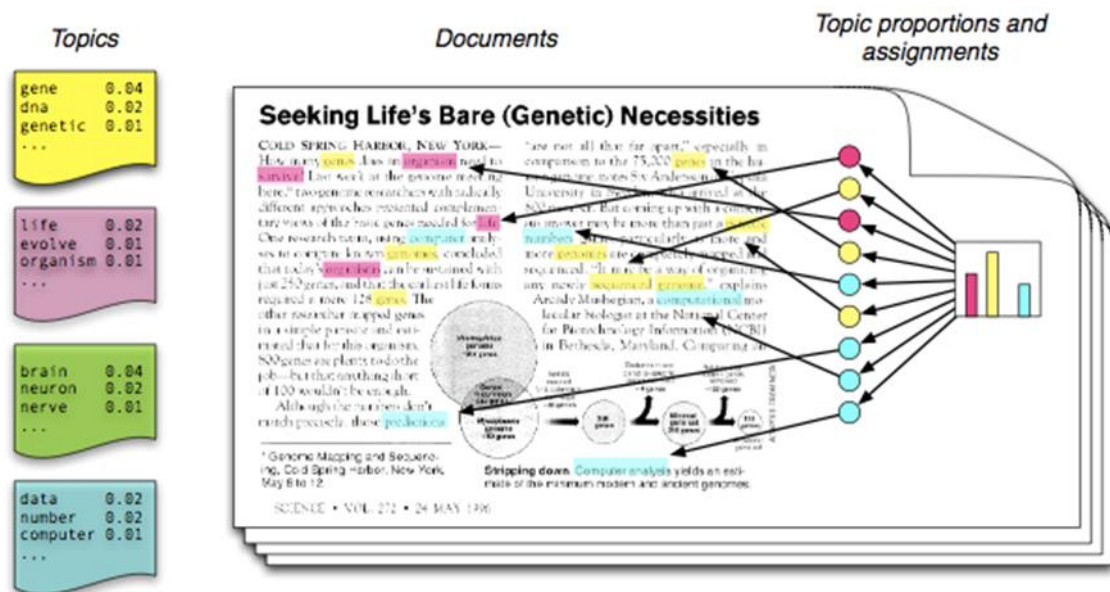 Topics
Documents
Topic proportions and
assignments
gene 0.04
dna 0.02
genetic 0.01
...
life 0.02
evolve 0.01
organism 0.01
...
brain 0.04
neuron 0.02
nerve 0.01
...
data 0.02
number 0.02
computer 0.01
...
Seeking Life's Bare (Genetic) Necessities
COLD SPRING HARBOR, NEW YORK—
How many genes does an organism need to
survive? Last week at the genome meeting
here,* two genome researchers with radically
different approaches presented complemen-
tary views of the basic genes needed for life.
One research team, using computer analy-
ses to compare known genomes, concluded
that today's organisms can be sustained with
just 250 genes, and that the earliest life forms
required a mere 128 genes. The
other researcher mapped genes
in a simple parasite and esti-
mated that for this organism,
800 genes are plenty to do the
job—but that anything short
of 100 wouldn't be enough.
Although the numbers don't
match precisely, those predictions
* Genome Mapping and Sequenc-
ing, Cold Spring Harbor, New York,
May 8 to 12.
"are not all that far apart," especially in
comparison to the 75,000 genes in the hu-
genome, notes Siv Andersson
University in arrived at the
800 number. But coming up with a
answer may be more than just a genetic
numbers particularly more and
more genomes are completely mapped and
sequenced. "It may be a way of organizing
any newly sequenced genome," explains
Arcady Mushegian, a computational mo-
lecular biologist at the National Center
for Biotechnology Information (NCBI)
in Bethesda, Maryland. Comparing an
Stripping down. Computer analysis yields an esti-
mate of the minimum modern and ancient genomes.
SCIENCE • VOL. 272 • 24 MAY 1996